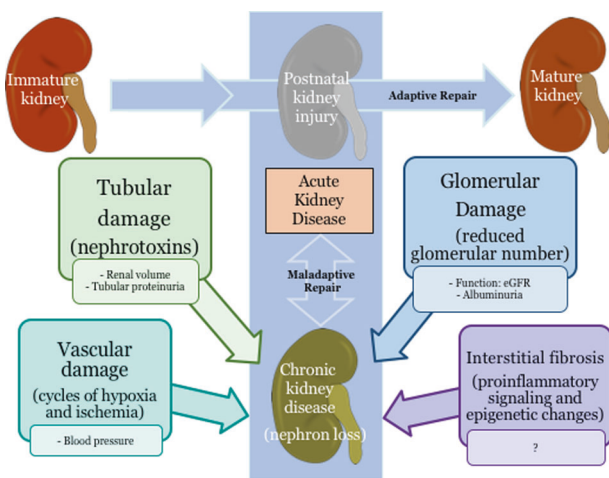 Immature
kidney
Postnatal
kidney
injury
Adaptive Repair
Mature
kidney
Tubular
damage
(nephrotoxins)
- Renal volume
- Tubular proteinuria
Acute
Kidney
Disease
Maladaptive
Repair
Glomerular
Damage
(reduced
glomerular number)
- Function: eGFR
- Albuminuria
Vascular
damage
(cycles of hypoxia
and ischemia)
- Blood pressure
Chronic
kidney
disease
(nephron loss)
Interstitial fibrosis
(proinflammatory
signaling and
epigenetic changes)
?